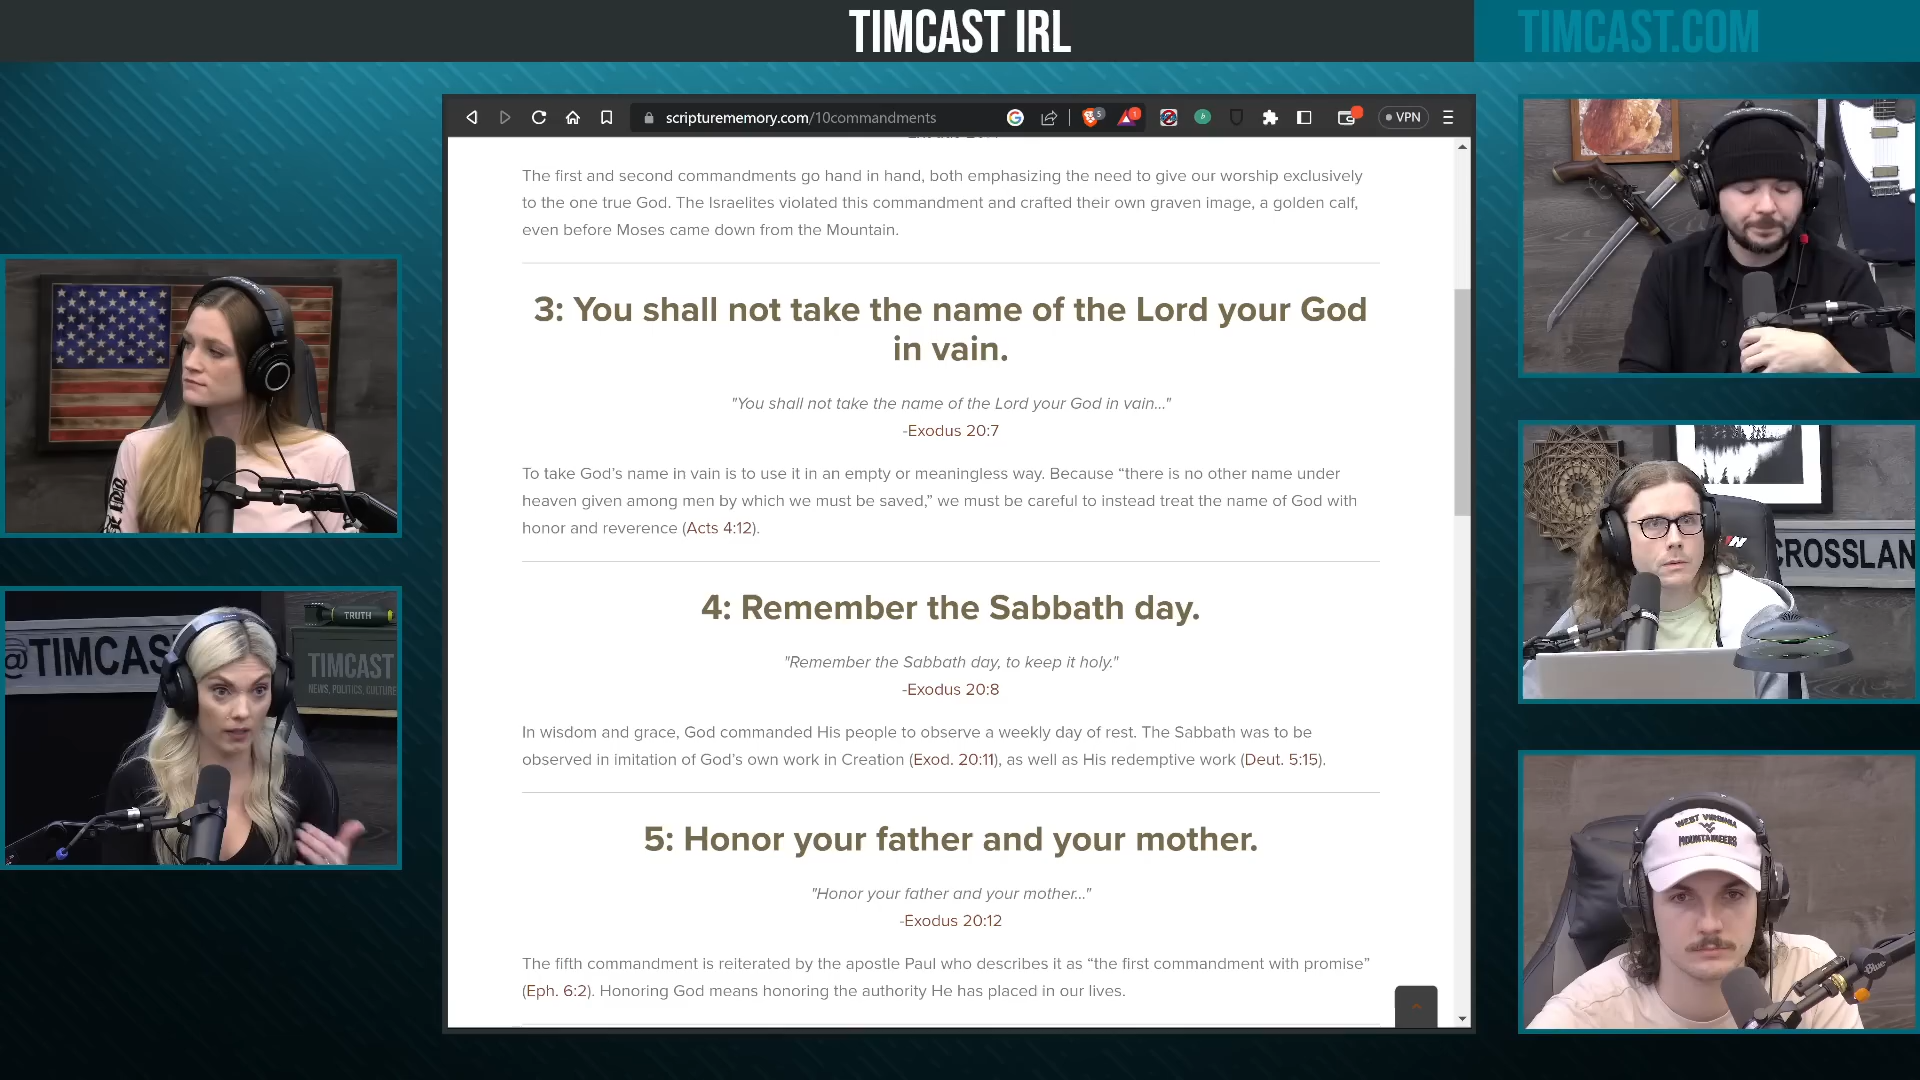 TIMCAST IRL
TIMCAST.COM
scripturememory.com/10commandments
5
1
VPN
The first and second commandments go hand in hand, both emphasizing the need to give our worship exclusively
to the one true God. The Israelites violated this commandment and crafted their own graven image, a golden calf,
even before Moses came down from the Mountain.
3: You shall not take the name of the Lord your God
in vain.
"You shall not take the name of the Lord your God in vain..."
-Exodus 20:7
To take God's name in vain is to use it in an empty or meaningless way. Because “there is no other name under
heaven given among men by which we must be saved,” we must be careful to instead treat the name of God with
honor and reverence (Acts 4:12).
4: Remember the Sabbath day.
"Remember the Sabbath day, to keep it holy."
-Exodus 20:8
In wisdom and grace, God commanded His people to observe a weekly day of rest. The Sabbath was to be
observed in imitation of God's own work in Creation (Exod. 20:11), as well as His redemptive work (Deut. 5:15).
5: Honor your father and your mother.
"Honor your father and your mother..."
-Exodus 20:12
The fifth commandment is reiterated by the apostle Paul who describes it as “the first commandment with promise”
(Eph. 6:2). Honoring God means honoring the authority He has placed in our lives.
@TIMCAS
TRUTH
TIMCAST
NEWS, POLITICS, CULTURE
CROSSLAN
WEST VIRGINIA
MOUNTAINEERS
Blue